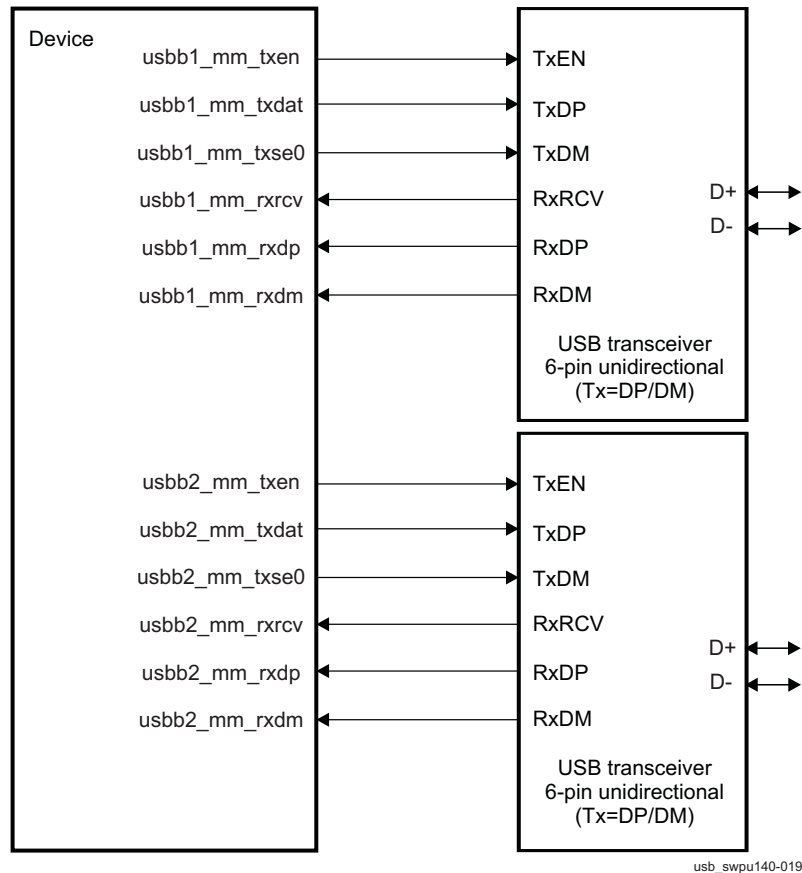 Device
usbb1_mm_txen
TxEN
usbb1_mm_txdat
TxDP
usbb1_mm_txse0
TxDM
usbb1_mm_rxrcv
RxRCV
D+
usbb1_mm_rxdp
RxDP
D-
usbb1_mm_rxdm
RxDM
USB transceiver
6-pin unidirectional
(Tx=DP/DM)
usbb2_mm_txen
TxEN
usbb2_mm_txdat
TxDP
usbb2_mm_txse0
TxDM
usbb2_mm_rxrcv
RxRCV
D+
usbb2_mm_rxdp
RxDP
D-
usbb2_mm_rxdm
RxDM
USB transceiver
6-pin unidirectional
(Tx=DP/DM)
usb_swpu140-019